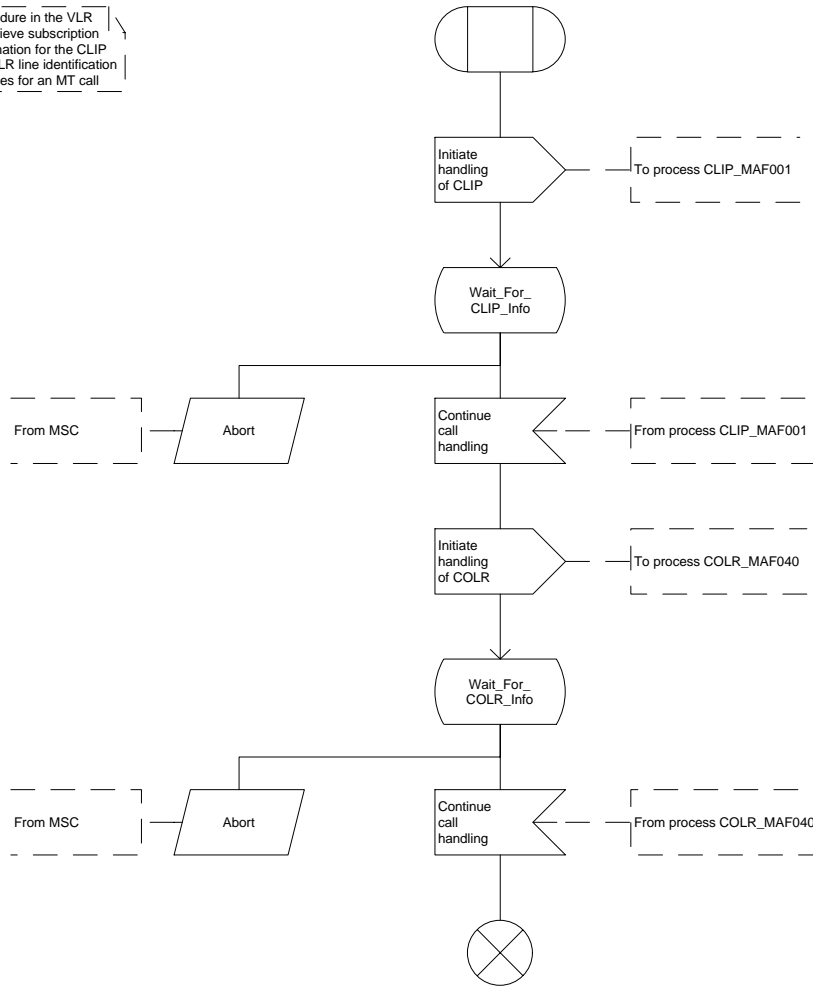 dure in the VLR
ieve subscription
nation for the CLIP
LR line identification
es for an MT call
Initiate
handling
of CLIP
To process CLIP_MAF001
Wait_For_
CLIP_Info
From MSC
Abort
Continue
call
handling
From process CLIP_MAF001
Initiate
handling
of COLR
To process COLR_MAF040
Wait_For_
COLR_Info
From MSC
Abort
Continue
call
handling
From process COLR_MAF040